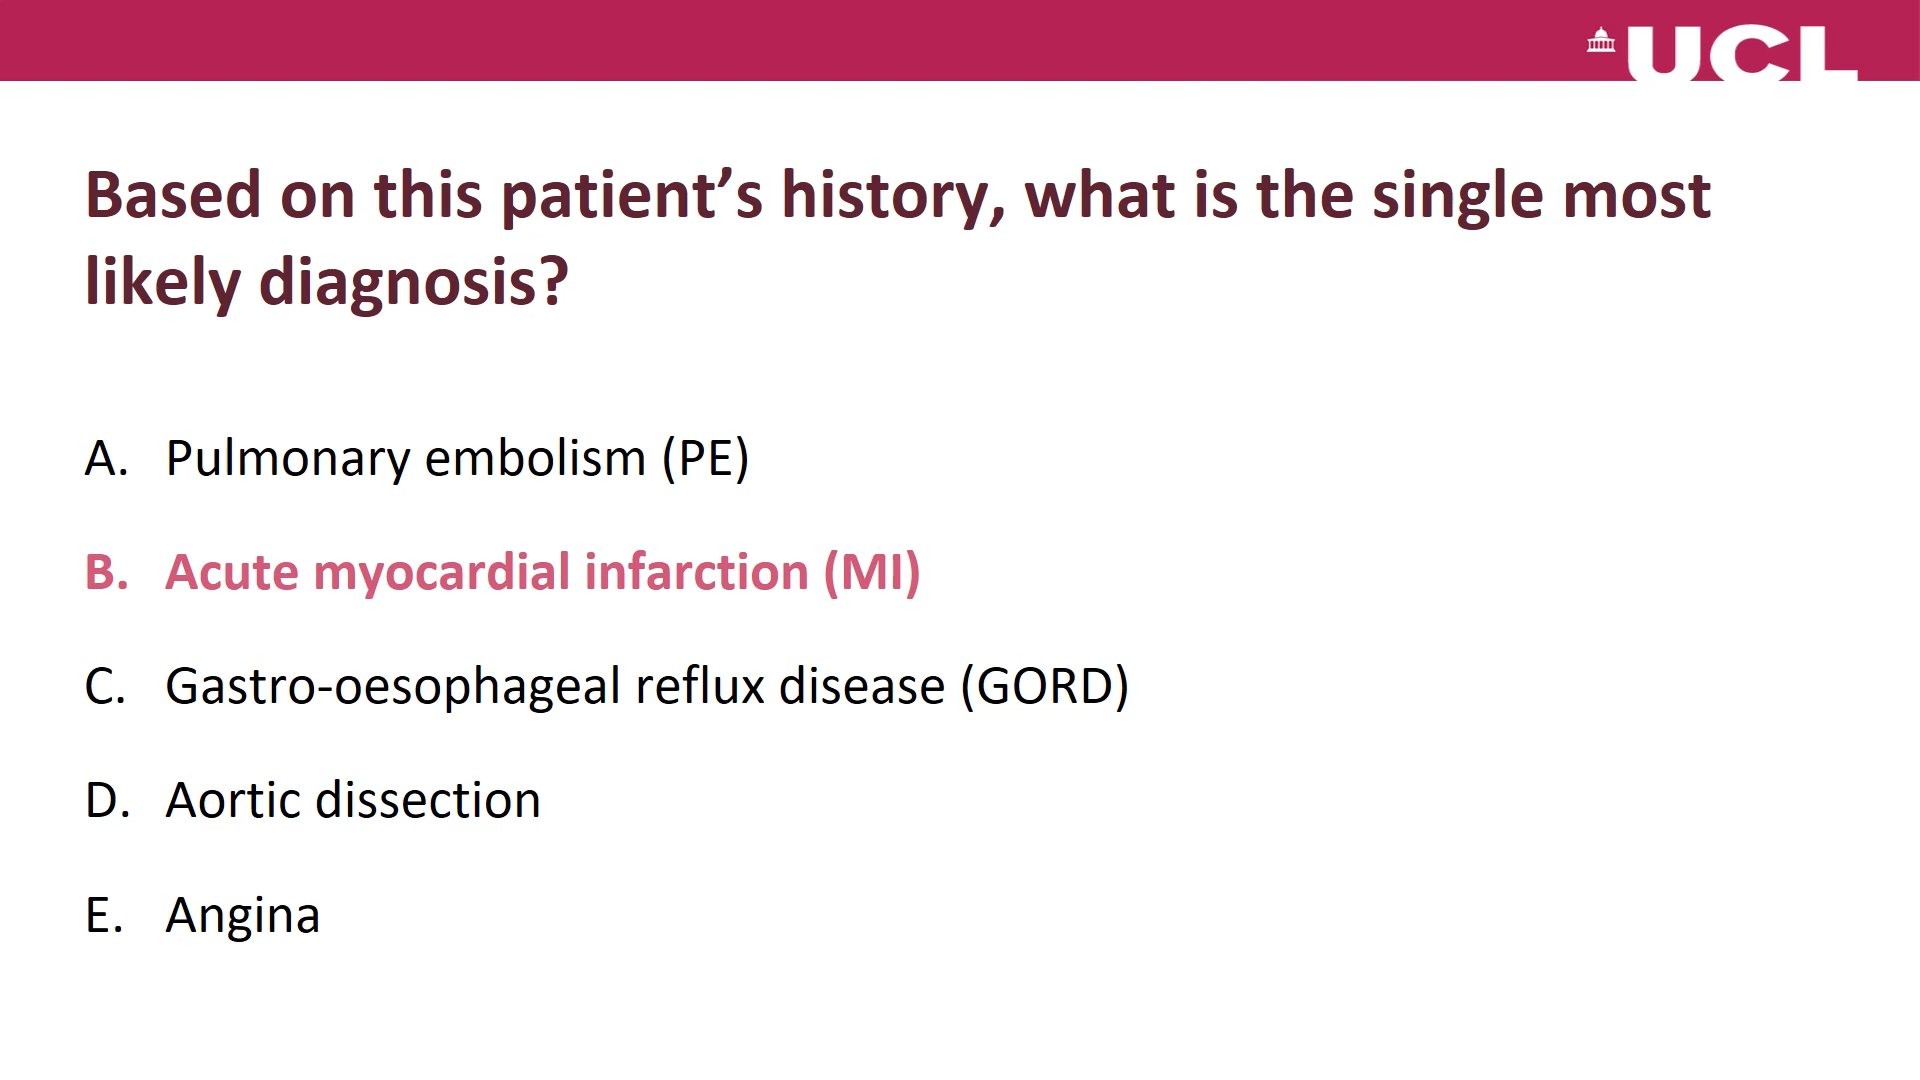 UCL
Based on this patient’s history, what is the single most
likely diagnosis?
A. Pulmonary embolism (PE)
B. Acute myocardial infarction (MI)
C. Gastro-oesophageal reflux disease (GORD)
D. Aortic dissection
E. Angina